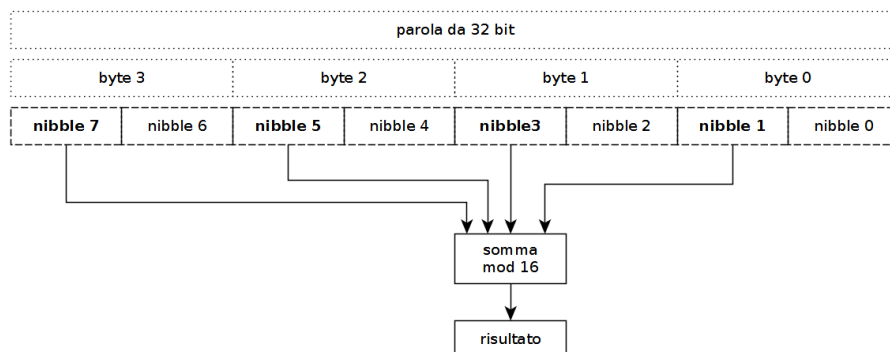 parola da 32 bit
byte 3 byte 2 byte 1 byte 0
nibble 7 nibble 6 nibble 5 nibble 4 nibble3 nibble 2 nibble 1 nibble 0
somma
mod 16
risultato